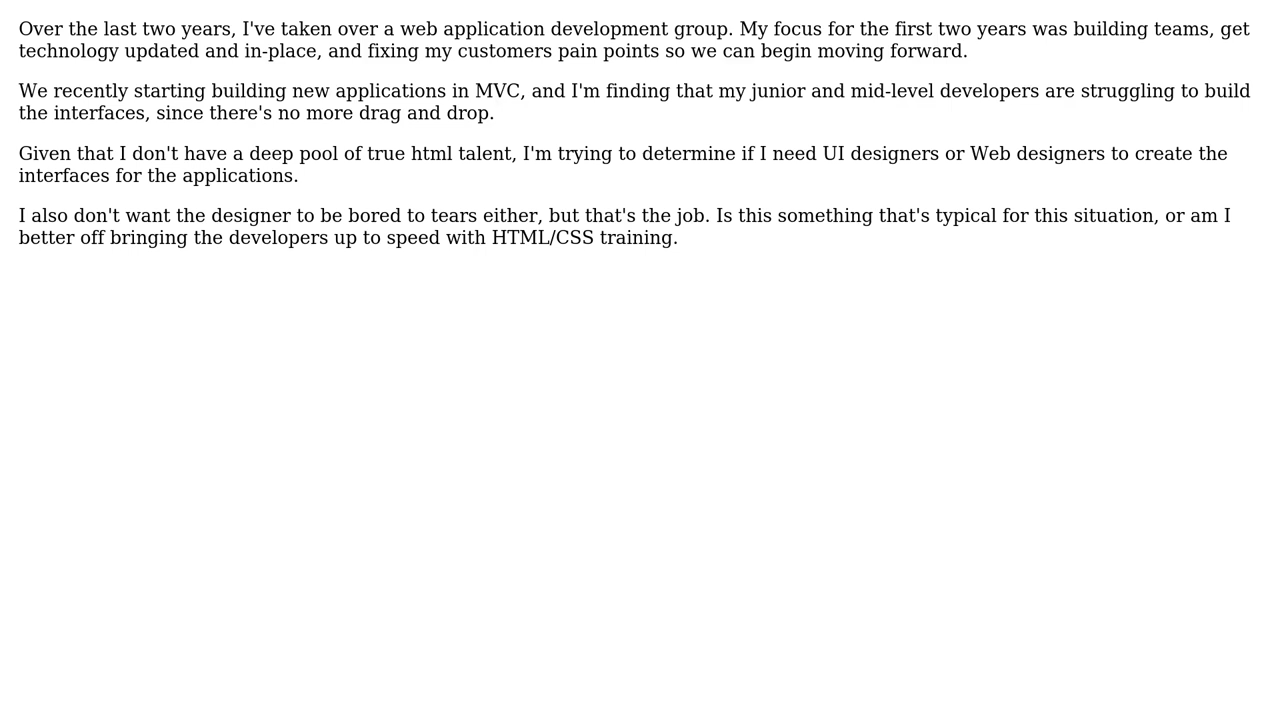 Over the last two years, I've taken over a web application development group. My focus for the first two years was building teams, get
technology updated and in-place, and fixing my customers pain points so we can begin moving forward.
We recently starting building new applications in MVC, and I'm finding that my junior and mid-level developers are struggling to build
the interfaces, since there's no more drag and drop.
Given that I don't have a deep pool of true html talent, I'm trying to determine if I need UI designers or Web designers to create the
interfaces for the applications.
I also don't want the designer to be bored to tears either, but that's the job. Is this something that's typical for this situation, or am I
better off bringing the developers up to speed with HTML/CSS training.